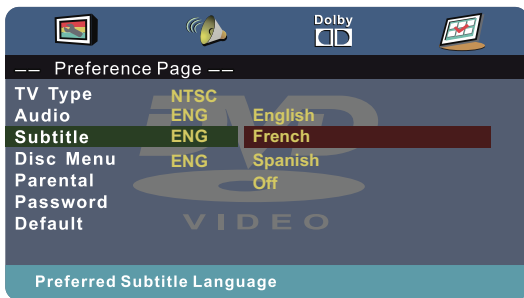 Dolby
-- Preference Page --
TV Type NTSC
Audio ENG English
Subtitle ENG French
Disc Menu ENG Spanish
Parental Off
Password
Default
DVD
VIDEO
Preferred Subtitle Language